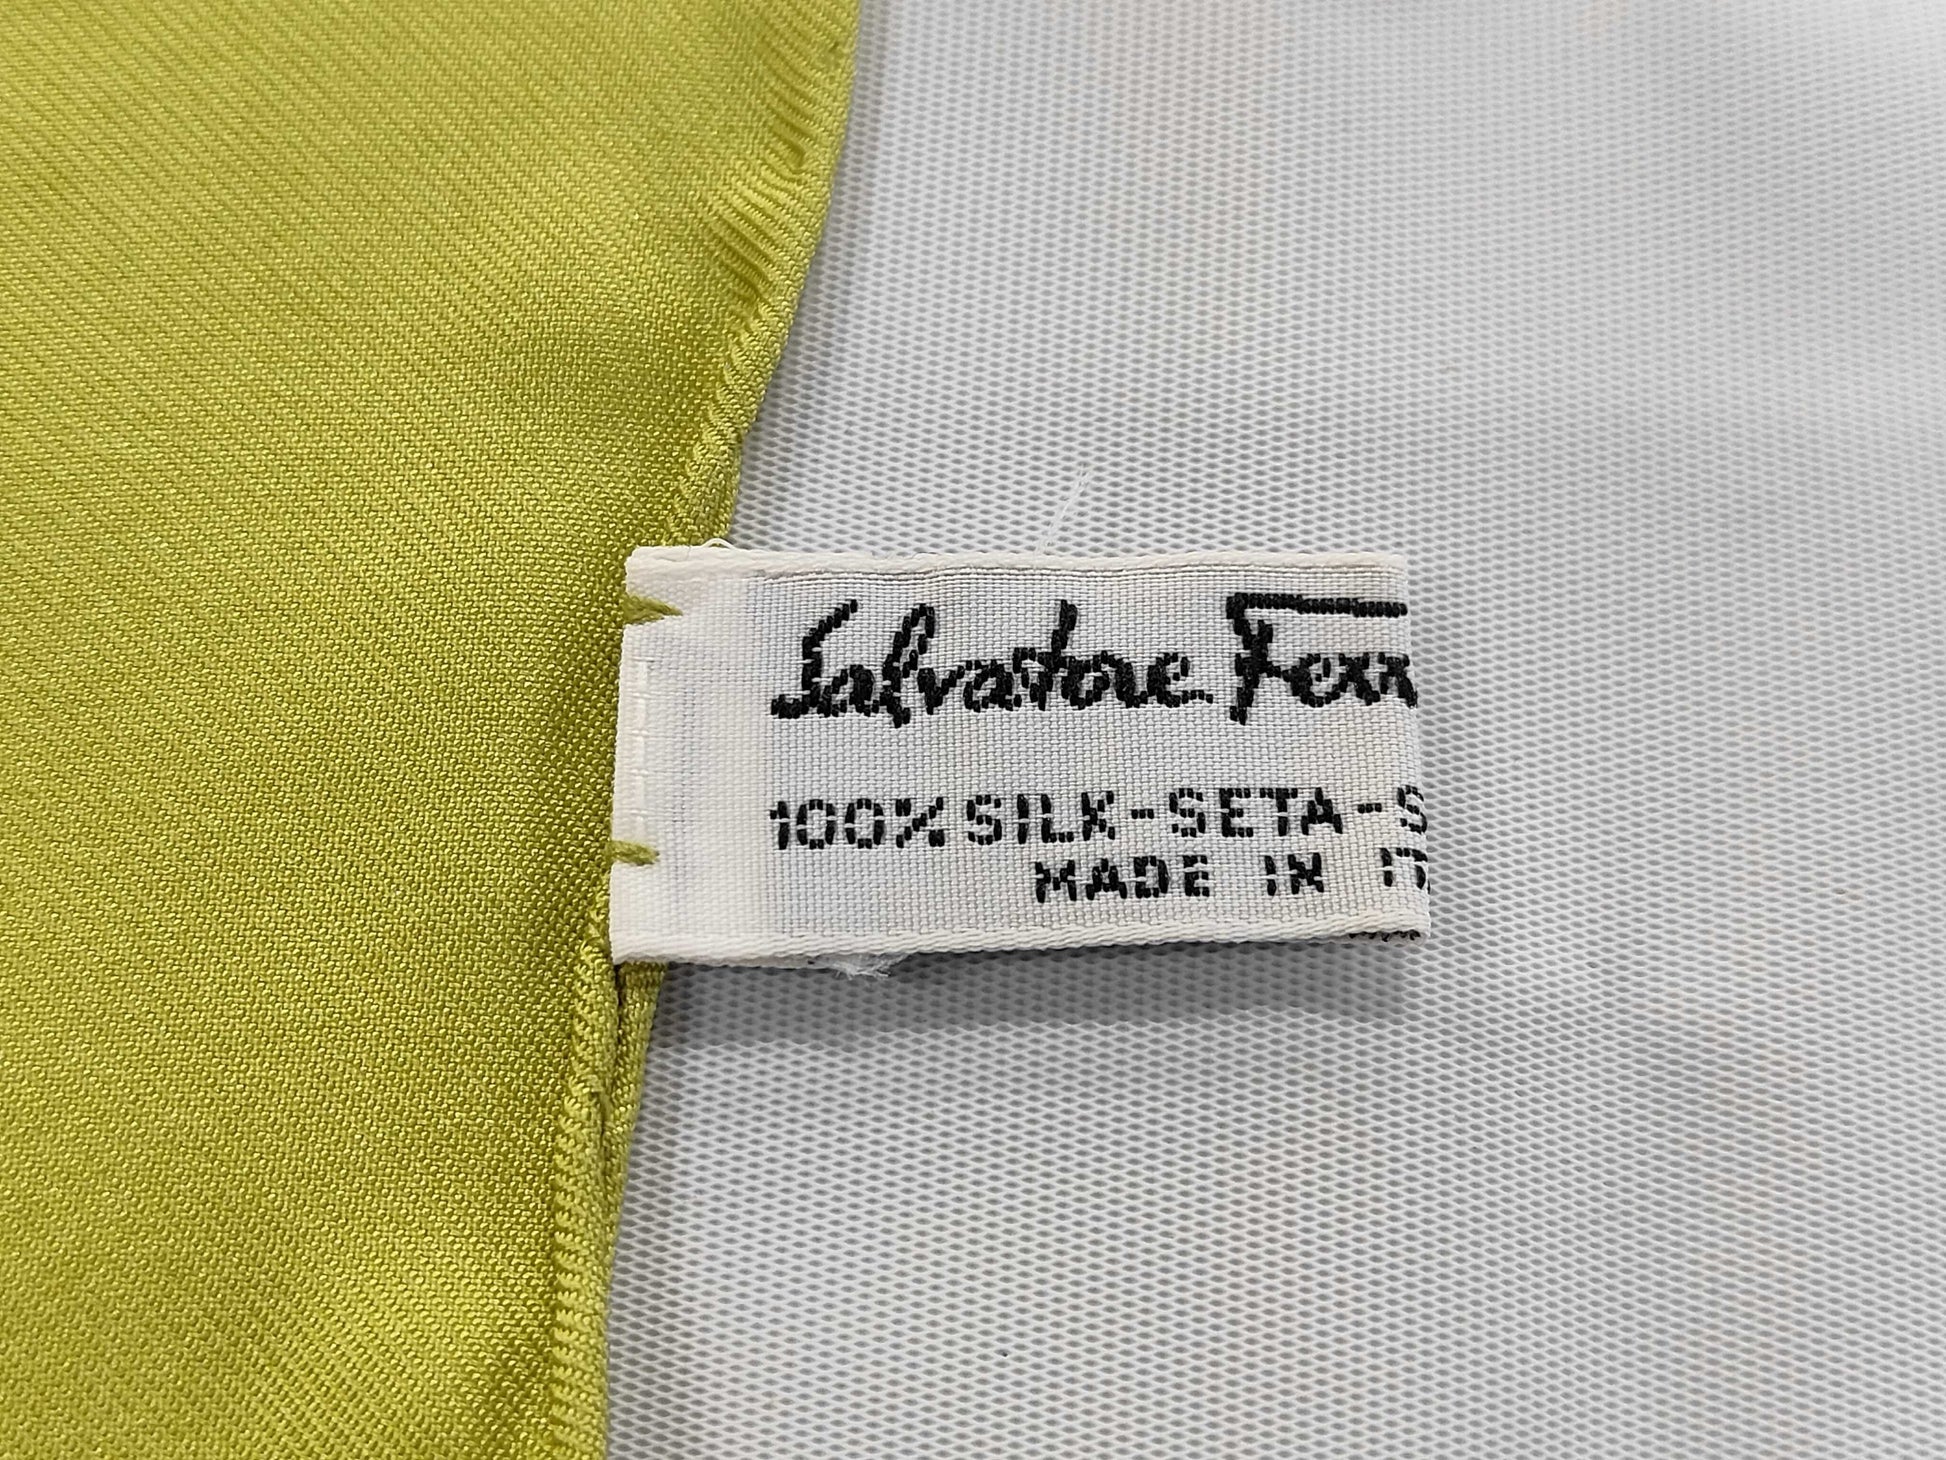 Salvatore Ferr
100% SILK-SETA-S
MADE IN IT